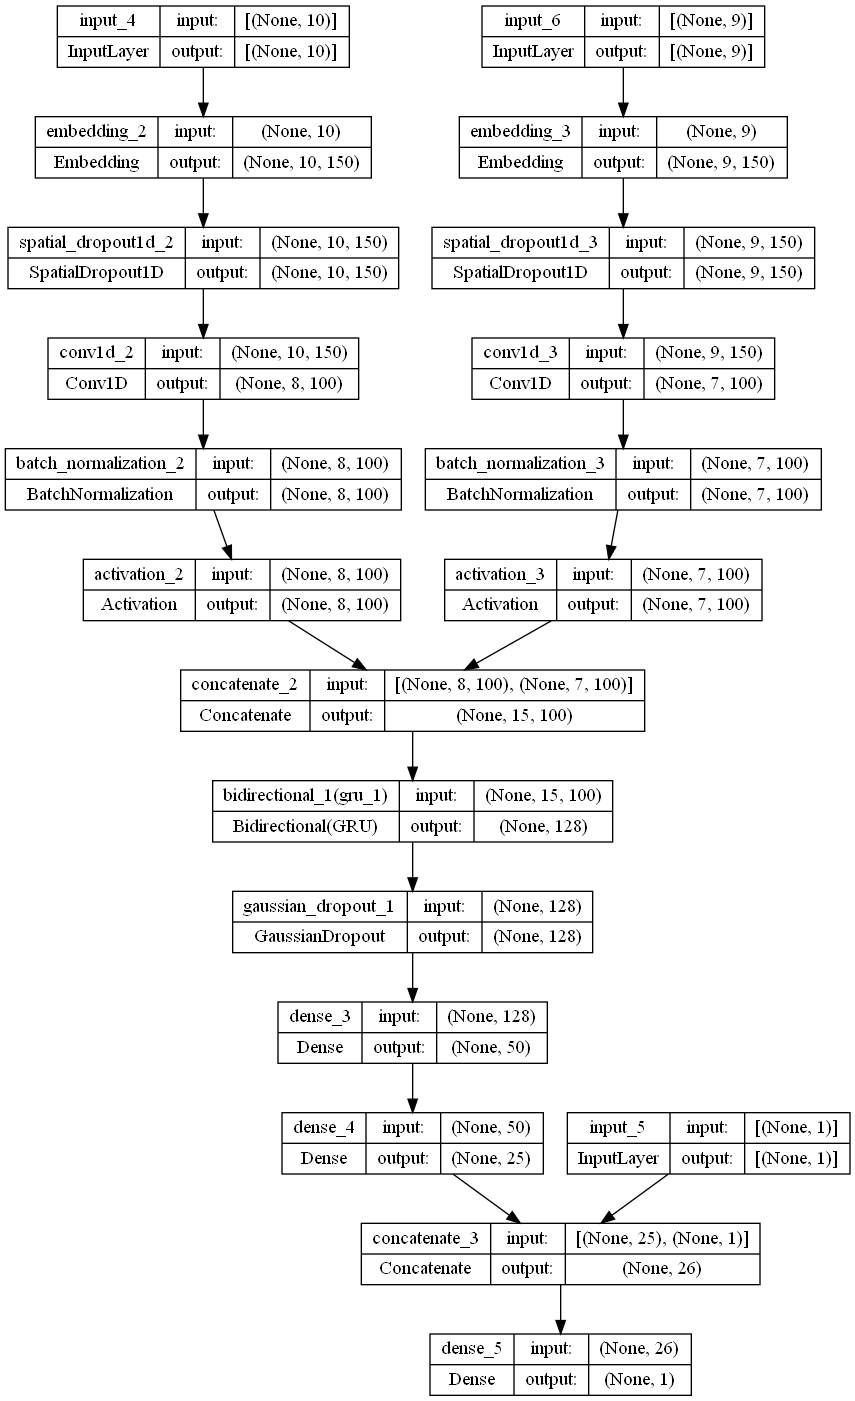 input_4 input: [(None, 10)]
InputLayer output: [(None, 10)]
input_6 input: [(None, 9)]
InputLayer output: [(None, 9)]
embedding_2 input: (None, 10)
Embedding output: (None, 10, 150)
embedding_3 input: (None, 9)
Embedding output: (None, 9, 150)
spatial_dropout1d_2 input: (None, 10, 150)
SpatialDropout1D output: (None, 10, 150)
spatial_dropout1d_3 input: (None, 9, 150)
SpatialDropout1D output: (None, 9, 150)
conv1d_2 input: (None, 10, 150)
Conv1D output: (None, 8, 100)
conv1d_3 input: (None, 9, 150)
Conv1D output: (None, 7, 100)
batch_normalization_2 input: (None, 8, 100)
BatchNormalization output: (None, 8, 100)
batch_normalization_3 input: (None, 7, 100)
BatchNormalization output: (None, 7, 100)
activation_2 input: (None, 8, 100)
Activation output: (None, 8, 100)
activation_3 input: (None, 7, 100)
Activation output: (None, 7, 100)
concatenate_2 input: [(None, 8, 100), (None, 7, 100)]
Concatenate output: (None, 15, 100)
bidirectional_1(gru_1) input: (None, 15, 100)
Bidirectional(GRU) output: (None, 128)
gaussian_dropout_1 input: (None, 128)
GaussianDropout output: (None, 128)
dense_3 input: (None, 128)
Dense output: (None, 50)
dense_4 input: (None, 50)
Dense output: (None, 25)
input_5 input: [(None, 1)]
InputLayer output: [(None, 1)]
concatenate_3 input: [(None, 25), (None, 1)]
Concatenate output: (None, 26)
dense_5 input: (None, 26)
Dense output: (None, 1)